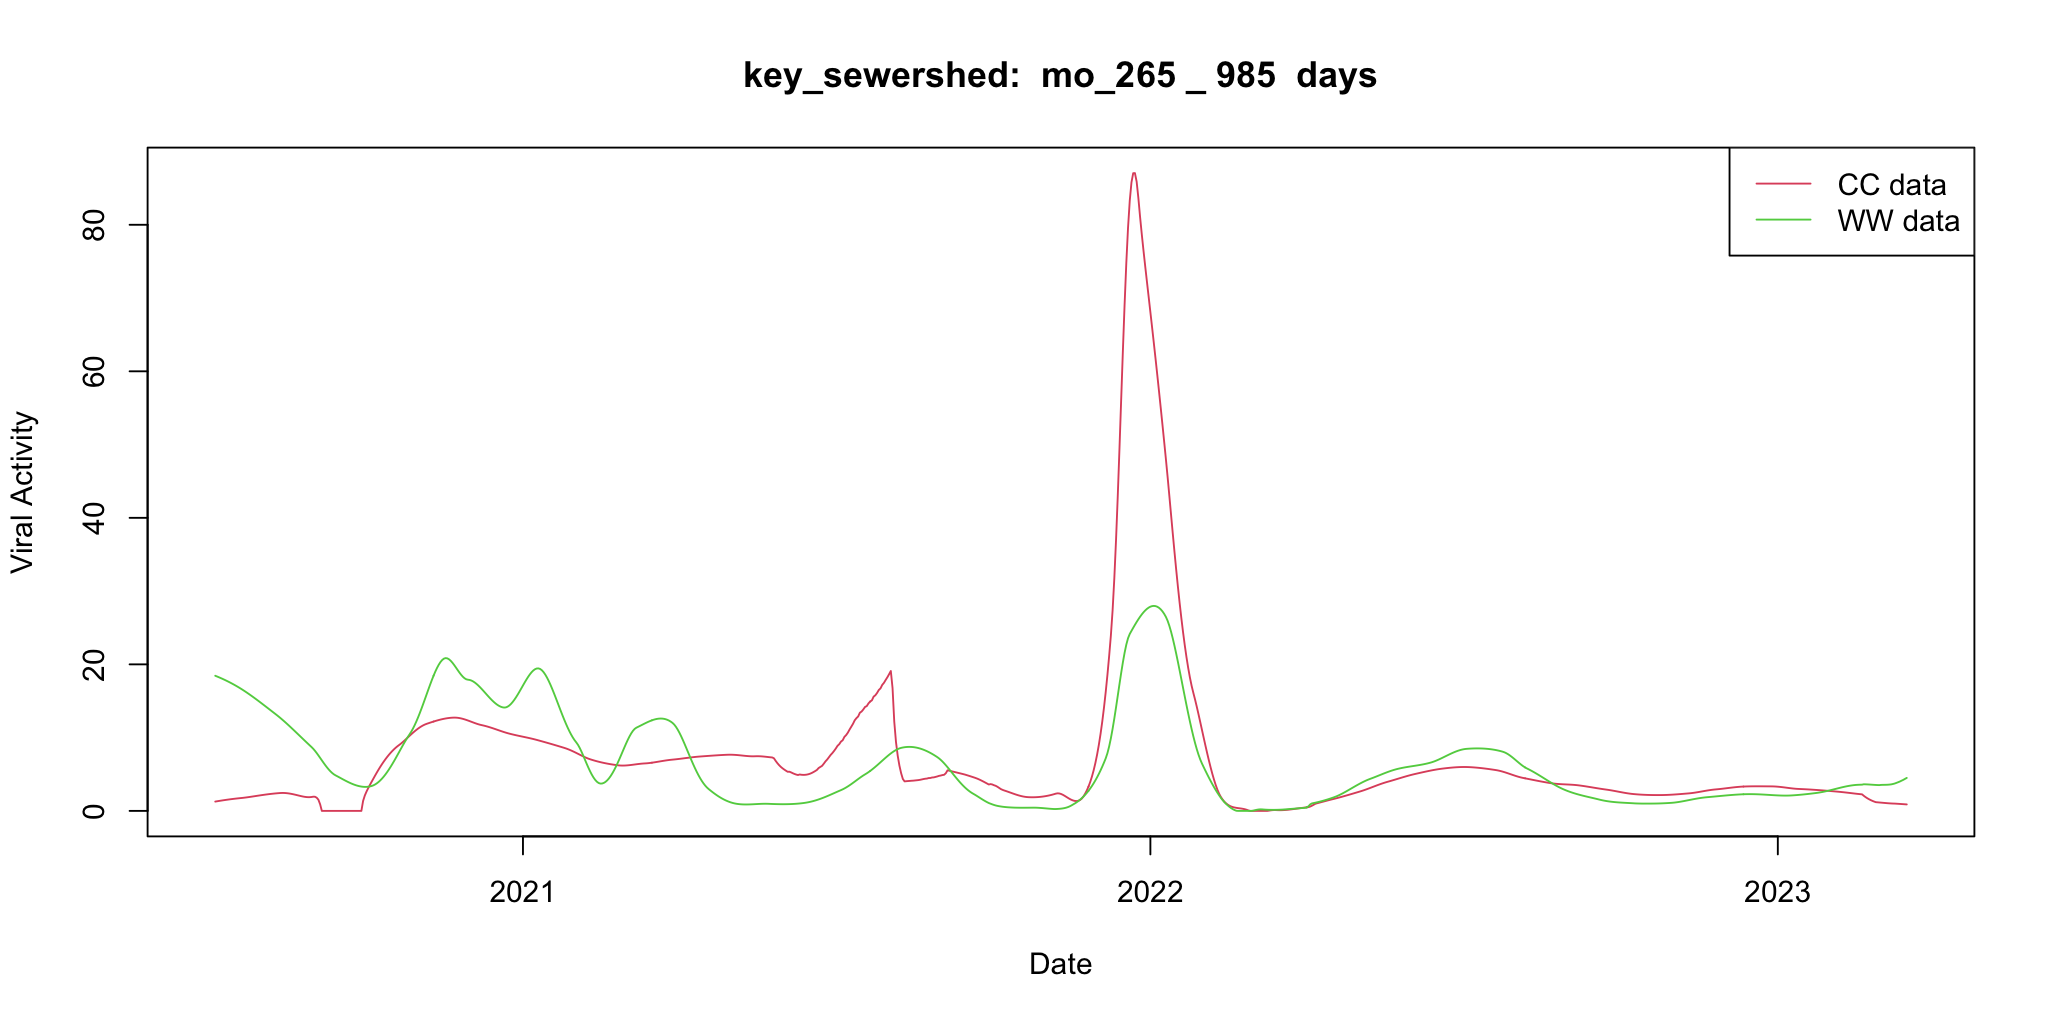 key_sewershed: mo_265 _ 985 days
CC data
WW data
Viral Activity
80
60
40
20
0
2021
2022
2023
Date